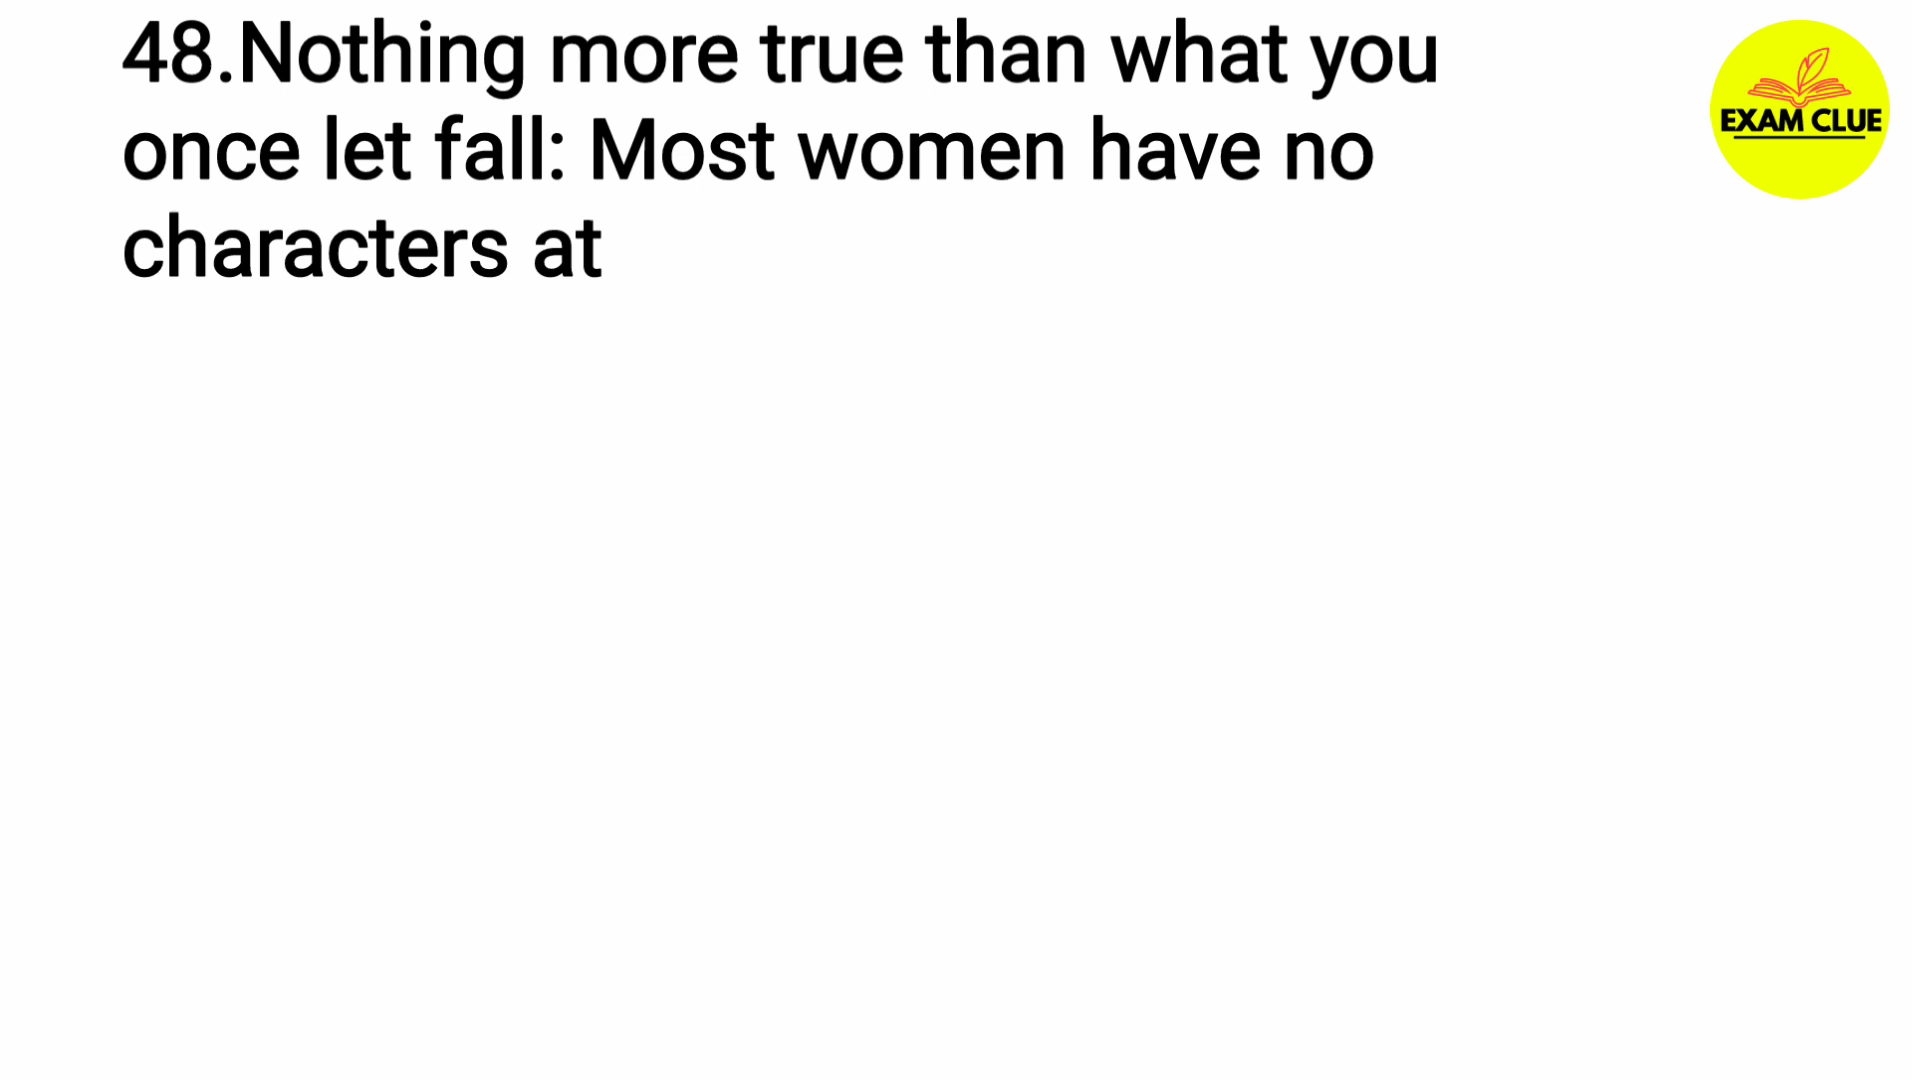 48.Nothing more true than what you
once let fall: Most women have no
characters at
EXAM CLUE